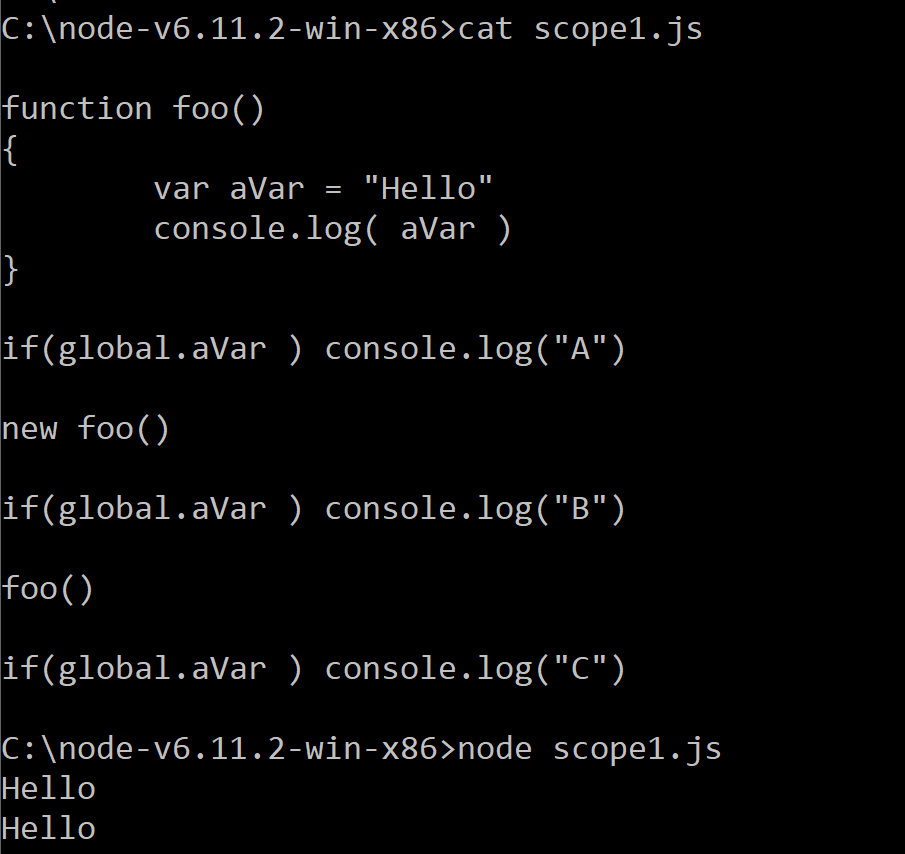 C:\node-v6.11.2-win-x86>cat scope1.js
function foo()
{
var aVar = "Hello"
console.log( aVar )
}
if(global.aVar ) console.log("A")
new foo()
if(global.aVar ) console.log("B")
foo()
if(global.aVar ) console.log("C")
C:\node-v6.11.2-win-x86>node scope1.js
Hello
Hello